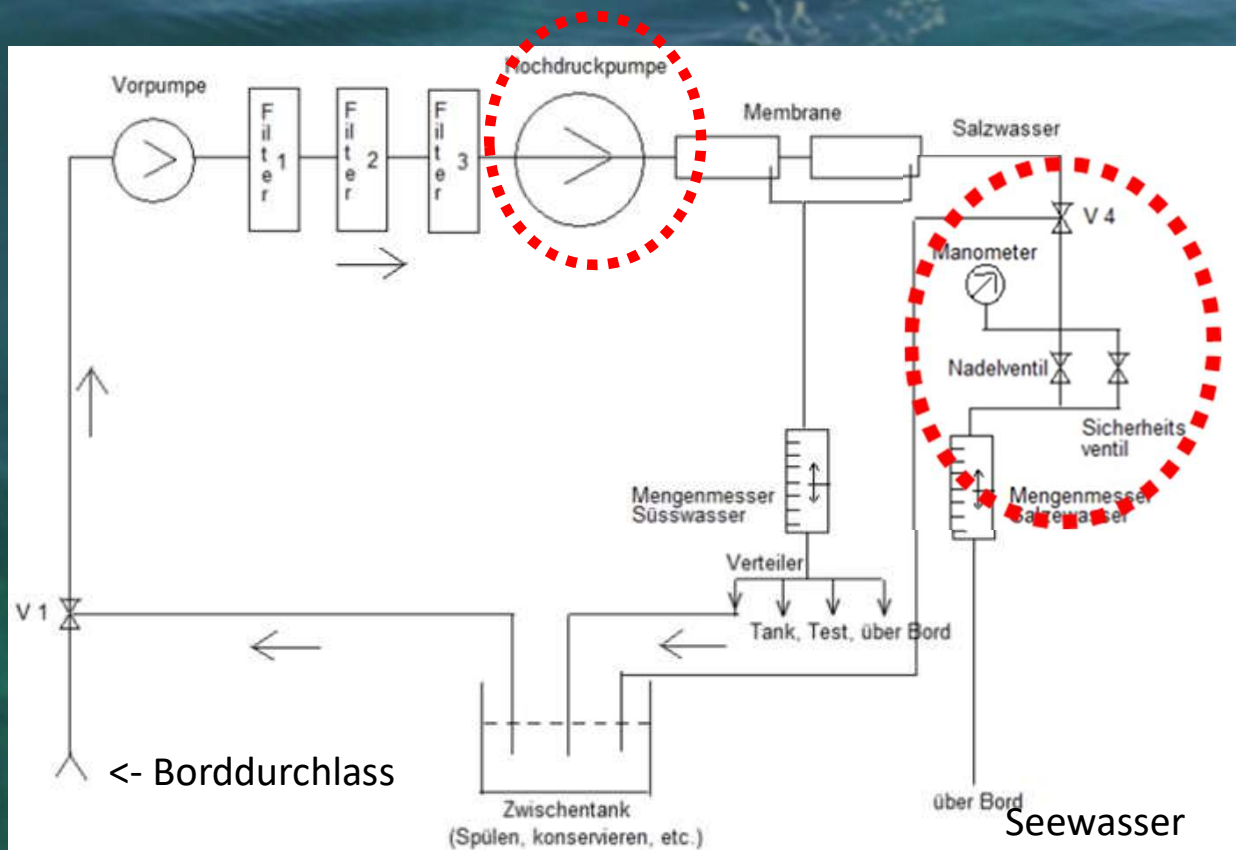 Vorpumpe
Filter 1
Filter 2
Filter 3
Hochdruckpumpe
Membrane
Salzwasser
V 4
Manometer
Nadelventil
Sicherheits
ventil
Mengenmesser
Süsswasser
Mengenmesser
Salzewasser
Verteiler
Tank, Test, über Bord
V 1
<- Borddurchlass
Zwischentank
(Spülen, konservieren, etc.)
über Bord
Seewasser